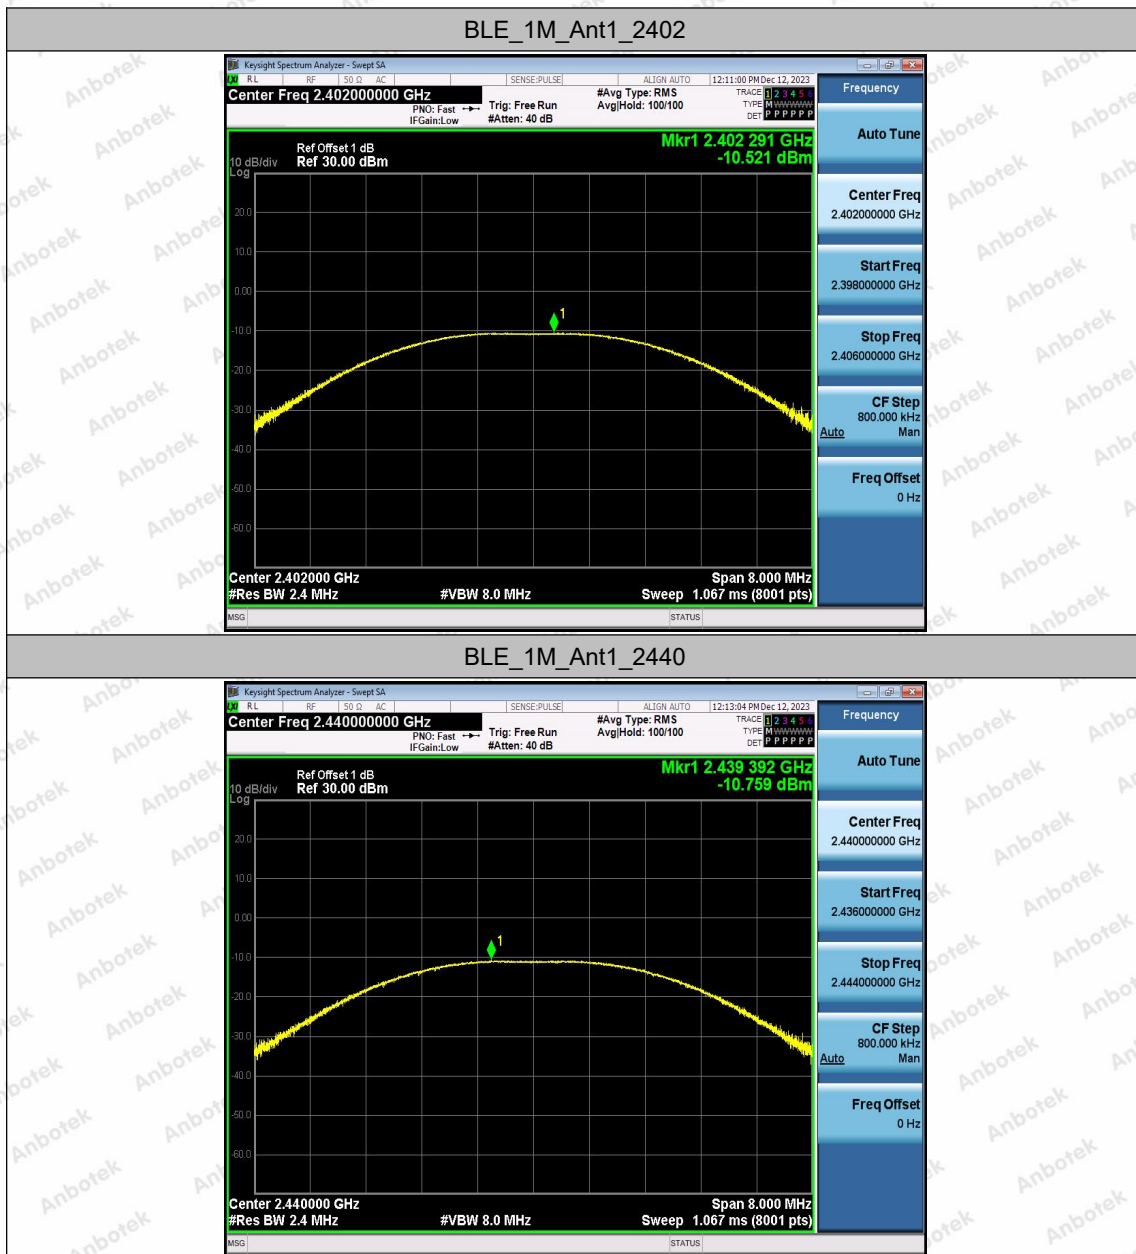 BLE_1M_Ant1_2402
Keysight Spectrum Analyzer - Swept SA
LXI RL RF 50 Ω AC SENSE:PULSE ALIGN AUTO 12:11:00 PM Dec 12, 2023
Center Freq 2.402000000 GHz
PNO: Fast
IFGain:Low
Trig: Free Run
#Atten: 40 dB
#Avg Type: RMS
Avg|Hold: 100/100
TRACE 1 2 3 4 5 6
TYPE M WWWWW
DET P P P P P P
Mkr1 2.402 291 GHz
-10.521 dBm
Ref Offset 1 dB
10 dB/div Ref 30.00 dBm
Log
20.0
10.0
0.00
-10.0
-20.0
-30.0
-40.0
-50.0
-60.0
1
Center 2.402000 GHz Span 8.000 MHz
#Res BW 2.4 MHz #VBW 8.0 MHz Sweep 1.067 ms (8001 pts)
MSG STATUS
Frequency
Auto Tune
Center Freq
2.402000000 GHz
Start Freq
2.398000000 GHz
Stop Freq
2.406000000 GHz
CF Step
800.000 kHz
Auto Man
Freq Offset
0 Hz
BLE_1M_Ant1_2440
Keysight Spectrum Analyzer - Swept SA
LXI RL RF 50 Ω AC SENSE:PULSE ALIGN AUTO 12:13:04 PM Dec 12, 2023
Center Freq 2.440000000 GHz
PNO: Fast
IFGain:Low
Trig: Free Run
#Atten: 40 dB
#Avg Type: RMS
Avg|Hold: 100/100
TRACE 1 2 3 4 5 6
TYPE M WWWWW
DET P P P P P P
Mkr1 2.439 392 GHz
-10.759 dBm
Ref Offset 1 dB
10 dB/div Ref 30.00 dBm
Log
20.0
10.0
0.00
-10.0
-20.0
-30.0
-40.0
-50.0
-60.0
1
Center 2.440000 GHz Span 8.000 MHz
#Res BW 2.4 MHz #VBW 8.0 MHz Sweep 1.067 ms (8001 pts)
MSG STATUS
Frequency
Auto Tune
Center Freq
2.440000000 GHz
Start Freq
2.436000000 GHz
Stop Freq
2.444000000 GHz
CF Step
800.000 kHz
Auto Man
Freq Offset
0 Hz
Anbotek